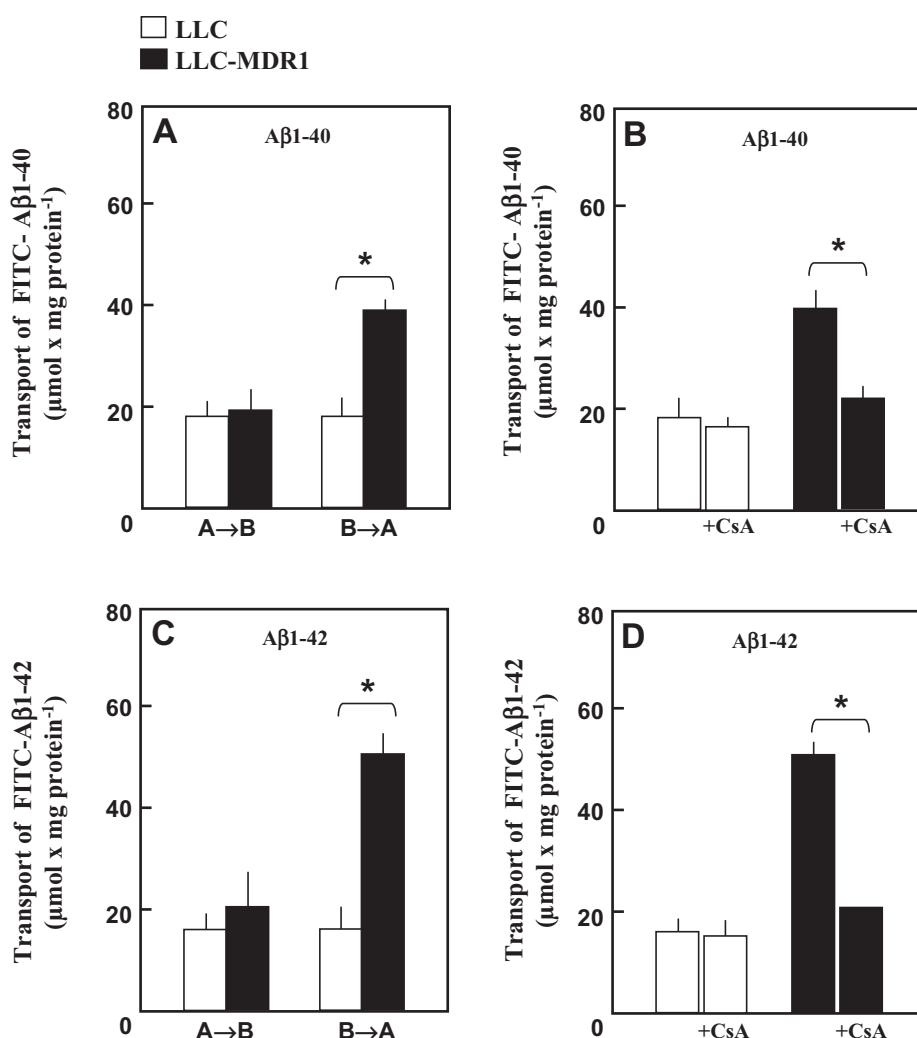 LLC
LLC-MDR1
A
Aβ1-40
Transport of FITC- Aβ1-40
(µmol x mg protein⁻¹)
80
60
40
20
0
*
A→B
B→A
B
Aβ1-40
Transport of FITC- Aβ1-40
(µmol x mg protein⁻¹)
80
60
40
20
0
*
+CsA
+CsA
C
Aβ1-42
Transport of FITC-Aβ1-42
(µmol x mg protein⁻¹)
80
60
40
20
0
*
A→B
B→A
D
Aβ1-42
Transport of FITC-Aβ1-42
(µmol x mg protein⁻¹)
80
60
40
20
0
*
+CsA
+CsA